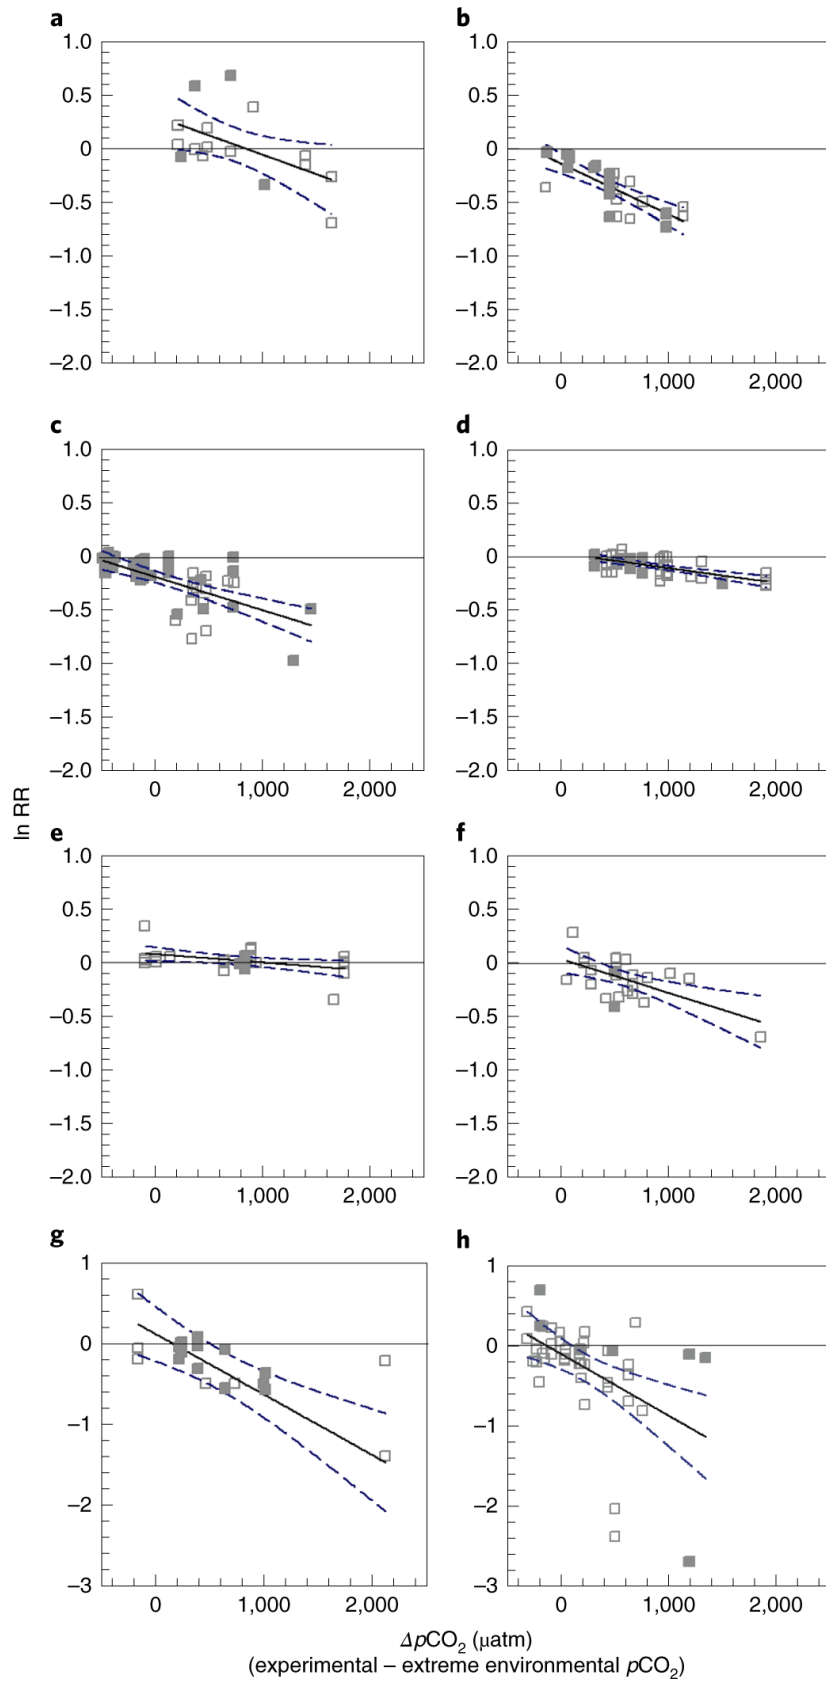 a b
1.0 1.0
0.5 0.5
0 0
–0.5 –0.5
–1.0 –1.0
–1.5 –1.5
–2.0 –2.0
0 1,000 2,000
c d
1.0 1.0
0.5 0.5
0 0
–0.5 –0.5
–1.0 –1.0
–1.5 –1.5
–2.0 –2.0
0 1,000 2,000 0 1,000 2,000
ln RR
e f
1.0 1.0
0.5 0.5
0 0
–0.5 –0.5
–1.0 –1.0
–1.5 –1.5
–2.0 –2.0
0 1,000 2,000 0 1,000 2,000
g h
1 1
0 0
–1 –1
–2 –2
–3 –3
0 1,000 2,000 0 1,000 2,000
ΔpCO₂ (µatm)
(experimental – extreme environmental pCO₂)